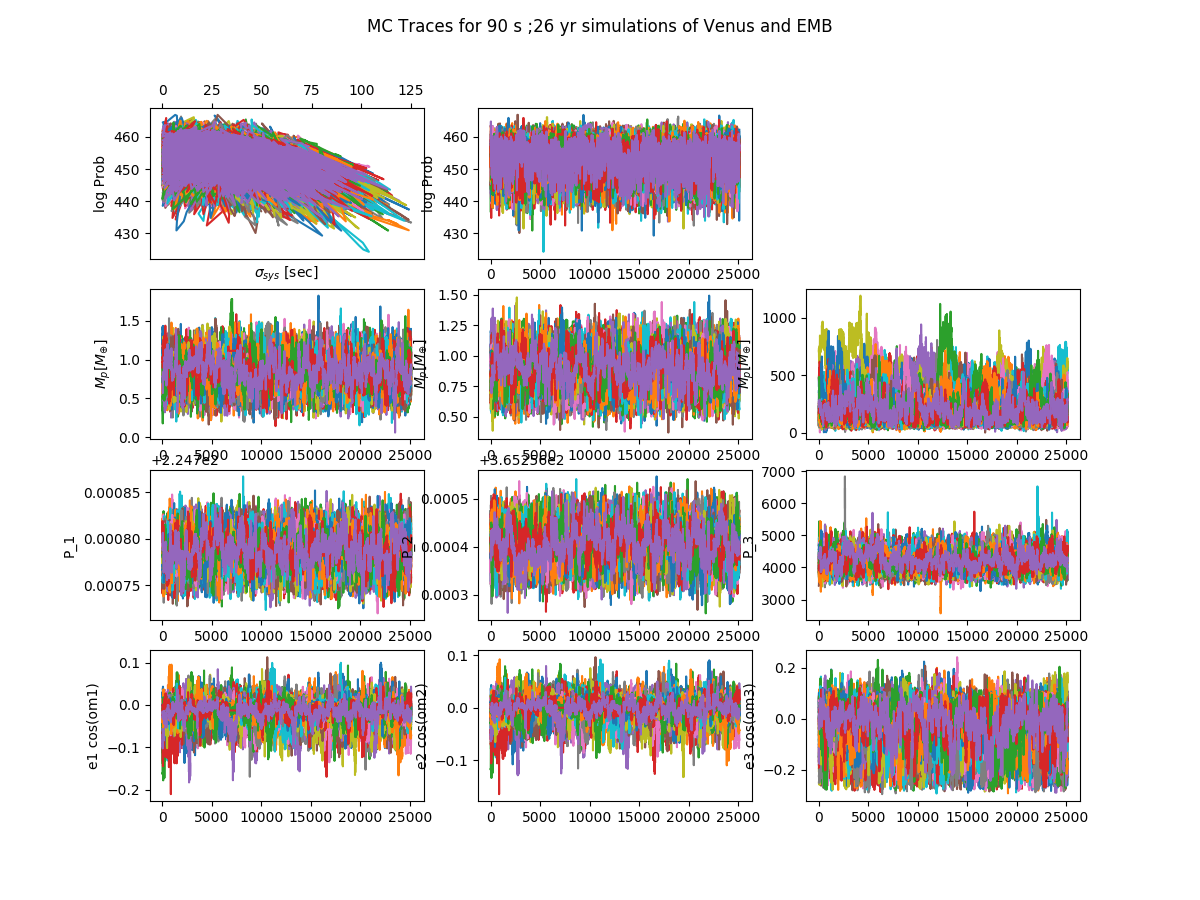 MC Traces for 90 s ;26 yr simulations of Venus and EMB
0 25 50 75 100 125
log Prob
460
450
440
430
σ_sys [sec]
log Prob
460
450
440
430
0 5000 10000 15000 20000 25000
M_p[M_⊕]
1.5
1.0
0.5
0.0
0 5000 10000 15000 20000 25000
M_p[M_⊕]
1.50
1.25
1.00
0.75
0.50
0 5000 10000 15000 20000 25000
M_p[M_⊕]
1000
500
0
+2.247e2
P_1
0.00085
0.00080
0.00075
0 5000 10000 15000 20000 25000
+3.65256e2
P_2
0.0005
0.0004
0.0003
0 5000 10000 15000 20000 25000
P_3
7000
6000
5000
4000
3000
0 5000 10000 15000 20000 25000
e1 cos(om1)
0.1
0.0
−0.1
−0.2
0 5000 10000 15000 20000 25000
e2 cos(om2)
0.1
0.0
−0.1
0 5000 10000 15000 20000 25000
e3 cos(om3)
0.2
0.0
−0.2
0 5000 10000 15000 20000 25000